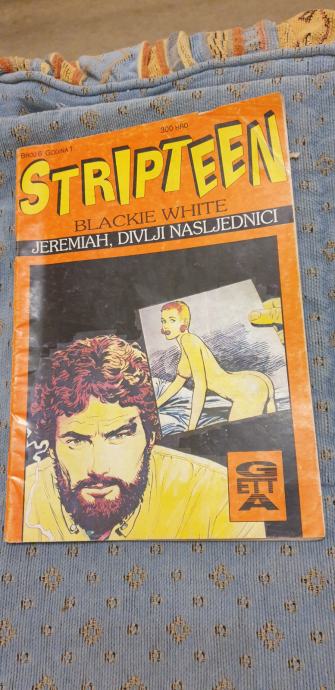 BROJ 6 GODINA 1
300 HRD
STRIPTEEN
BLACKIE WHITE
JEREMIAH, DIVLJI NASLJEDNICI
GETTA